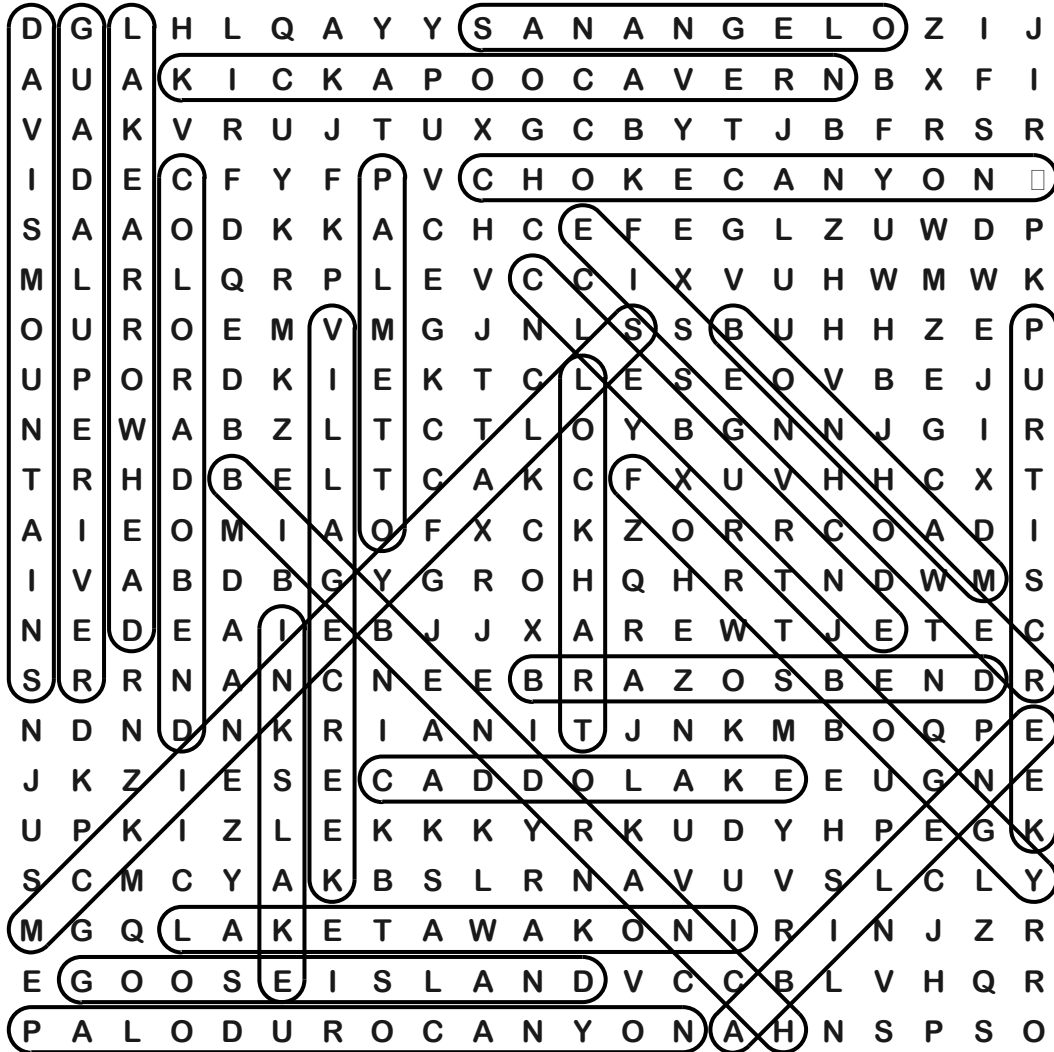 D G L H L Q A Y Y S A N A N G E L O Z I J
A U A K I C K A P O O C A V E R N B X F I
V A K V R U J T U X G C B Y T J B F R S R
I D E C F Y F P V C H O K E C A N Y O N
S A A O D K K A C H C E F E G L Z U W D P
M L R L Q R P L E V C C I X V U H W M W K
O U R O E M V M G J N L S S B U H H Z E P
U P O R D K I E K T C L E S E O V B E J U
N E W A B Z L T C T L O Y B G N N J G I R
T R H D B E L T C A K C F X U V H H C X T
A I E O M I A O F X C K Z O R R C O A D I
I V A B D B G Y G R O H Q H R T N D W M S
N E D E A I E B J J X A R E W T J E T E C
S R R N A N C N E E B R A Z O S B E N D R
N D N D N K R I A N I T J N K M B O Q P E
J K Z I E S E C A D D O L A K E E U G N E
U P K I Z L E K K K Y R K U D Y H P E G K
S C M C Y A K B S L R N A V U V S L C L Y
M G Q L A K E T A W A K O N I R I N J Z R
E G O O S E I S L A N D V C C B L V H Q R
P A L O D U R O C A N Y O N A H N S P S O